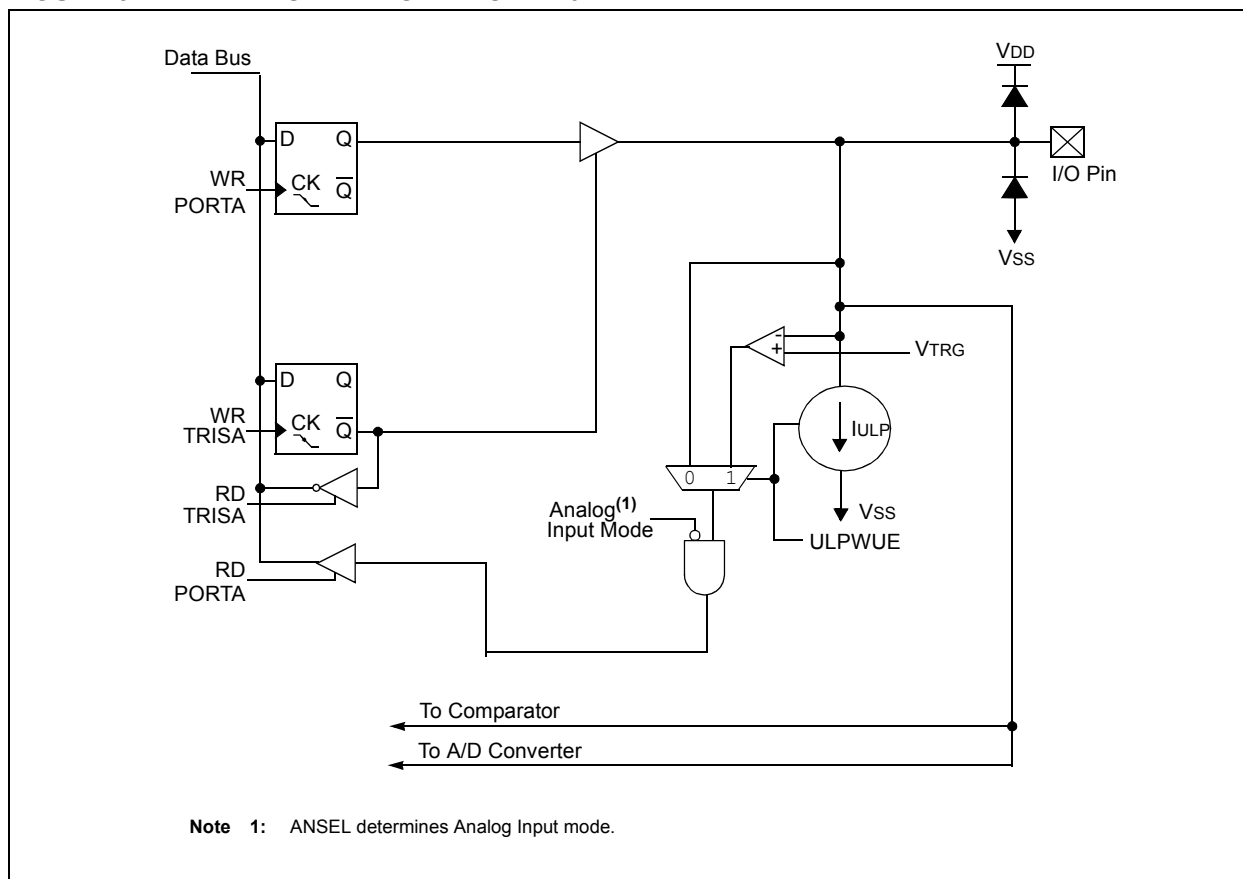 Data Bus
VDD
D Q
I/O Pin
WR
PORTA
CK Q
VSS
-
+
VTRG
D Q
WR
TRISA
CK Q
IULP
0 1
RD
TRISA
Analog(1)
Input Mode
VSS
ULPWUE
RD
PORTA
To Comparator
To A/D Converter
Note 1: ANSEL determines Analog Input mode.